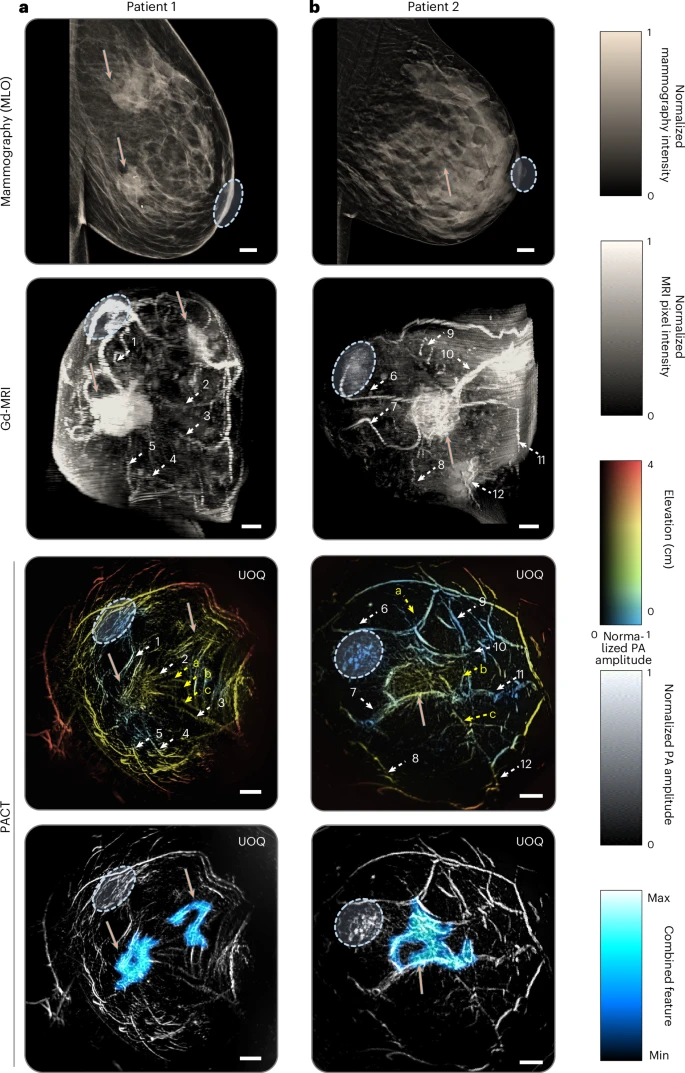 a
Patient 1
b
Patient 2
Mammography (MLO)
1
Normalized
mammography intensity
0
Gd-MRI
1
2
3
5
4
9
10
6
7
8
11
12
1
Normalized
MRI pixel intensity
0
PACT
UOQ
1
2
a
b
c
3
5
4
UOQ
a
6
9
10
b
11
7
c
8
12
4
Elevation (cm)
0
0 Norma- 1
lized PA
amplitude
1
Normalized PA amplitude
0
UOQ
UOQ
Max
Combined feature
Min